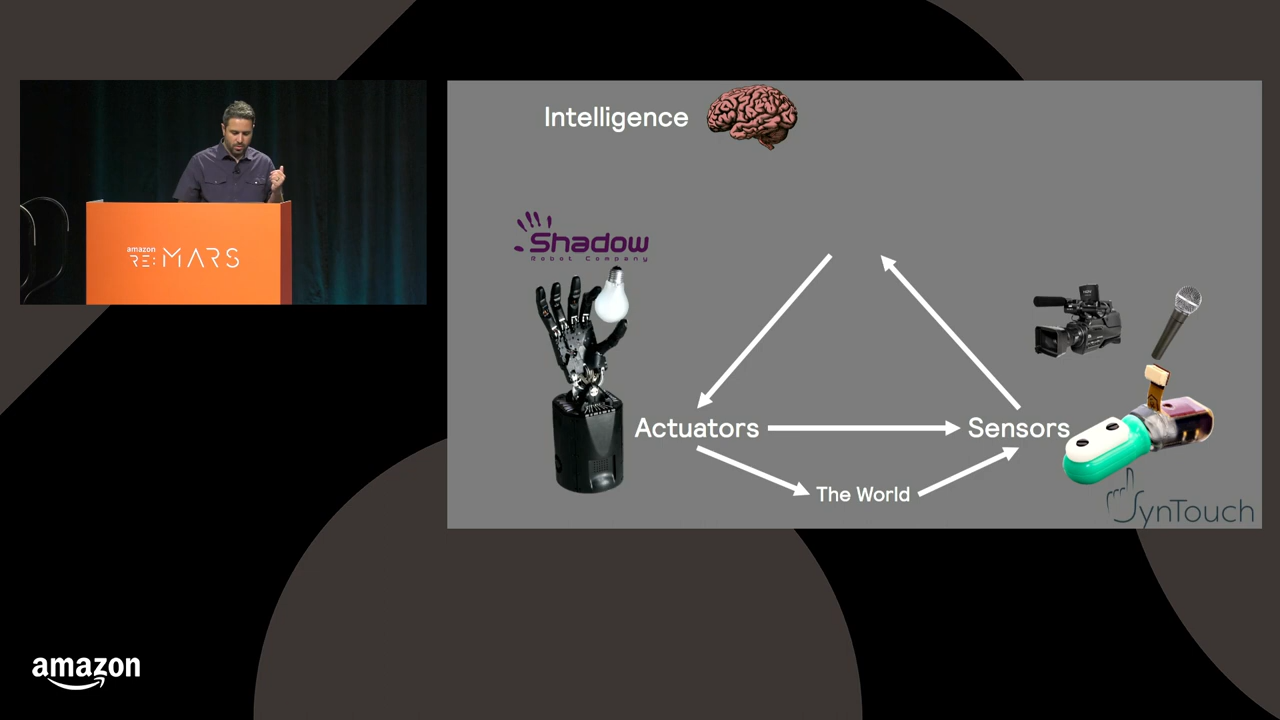 Intelligence
Shadow
Robot Company
amazon
RE:MARS
Actuators
Sensors
The World
SynTouch
amazon